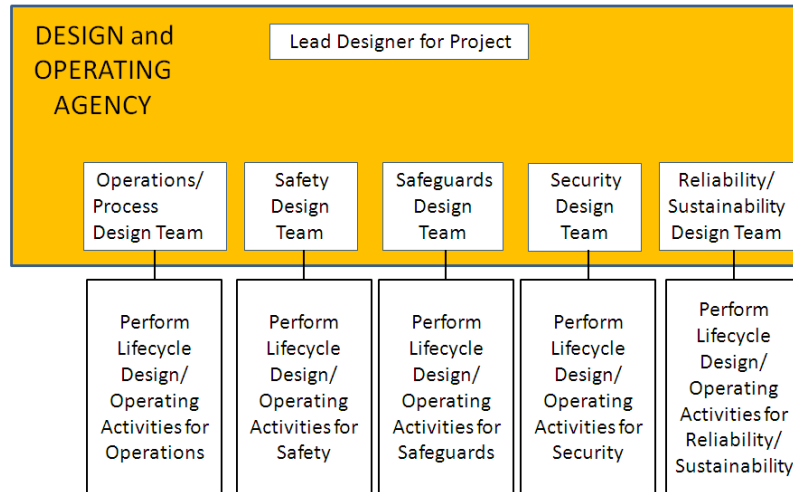 DESIGN and
OPERATING
AGENCY
Lead Designer for Project
Operations/
Process
Design Team
Safety
Design
Team
Safeguards
Design
Team
Security
Design
Team
Reliability/
Sustainability
Design Team
Perform
Lifecycle
Design/
Operating
Activities for
Operations
Perform
Lifecycle
Design/
Operating
Activities for
Safety
Perform
Lifecycle
Design/
Operating
Activities for
Safeguards
Perform
Lifecycle
Design/
Operating
Activities for
Security
Perform
Lifecycle
Design/
Operating
Activities for
Reliability/
Sustainability